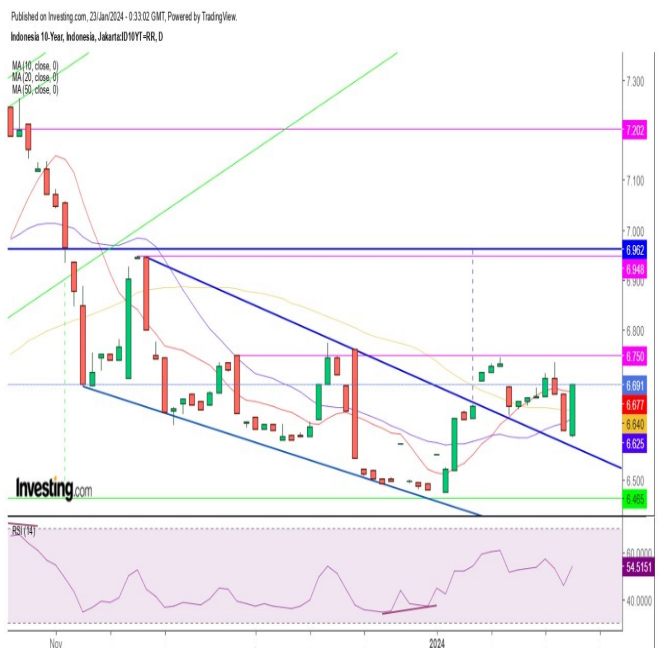 Published on Investing.com, 23/Jan/2024 - 0:33:02 GMT, Powered by TradingView.
Indonesia 10-Year, Indonesia, Jakarta:ID10YT=RR, D
MA (10, close, 0)
MA (20, close, 0)
MA (50, close, 0)
7.300
7.202
7.100
7.000
6.962
6.948
6.900
6.800
6.750
6.691
6.677
6.640
6.625
6.500
6.465
Investing.com
RSI (14)
60.0000
54.5151
40.0000
Nov
2024